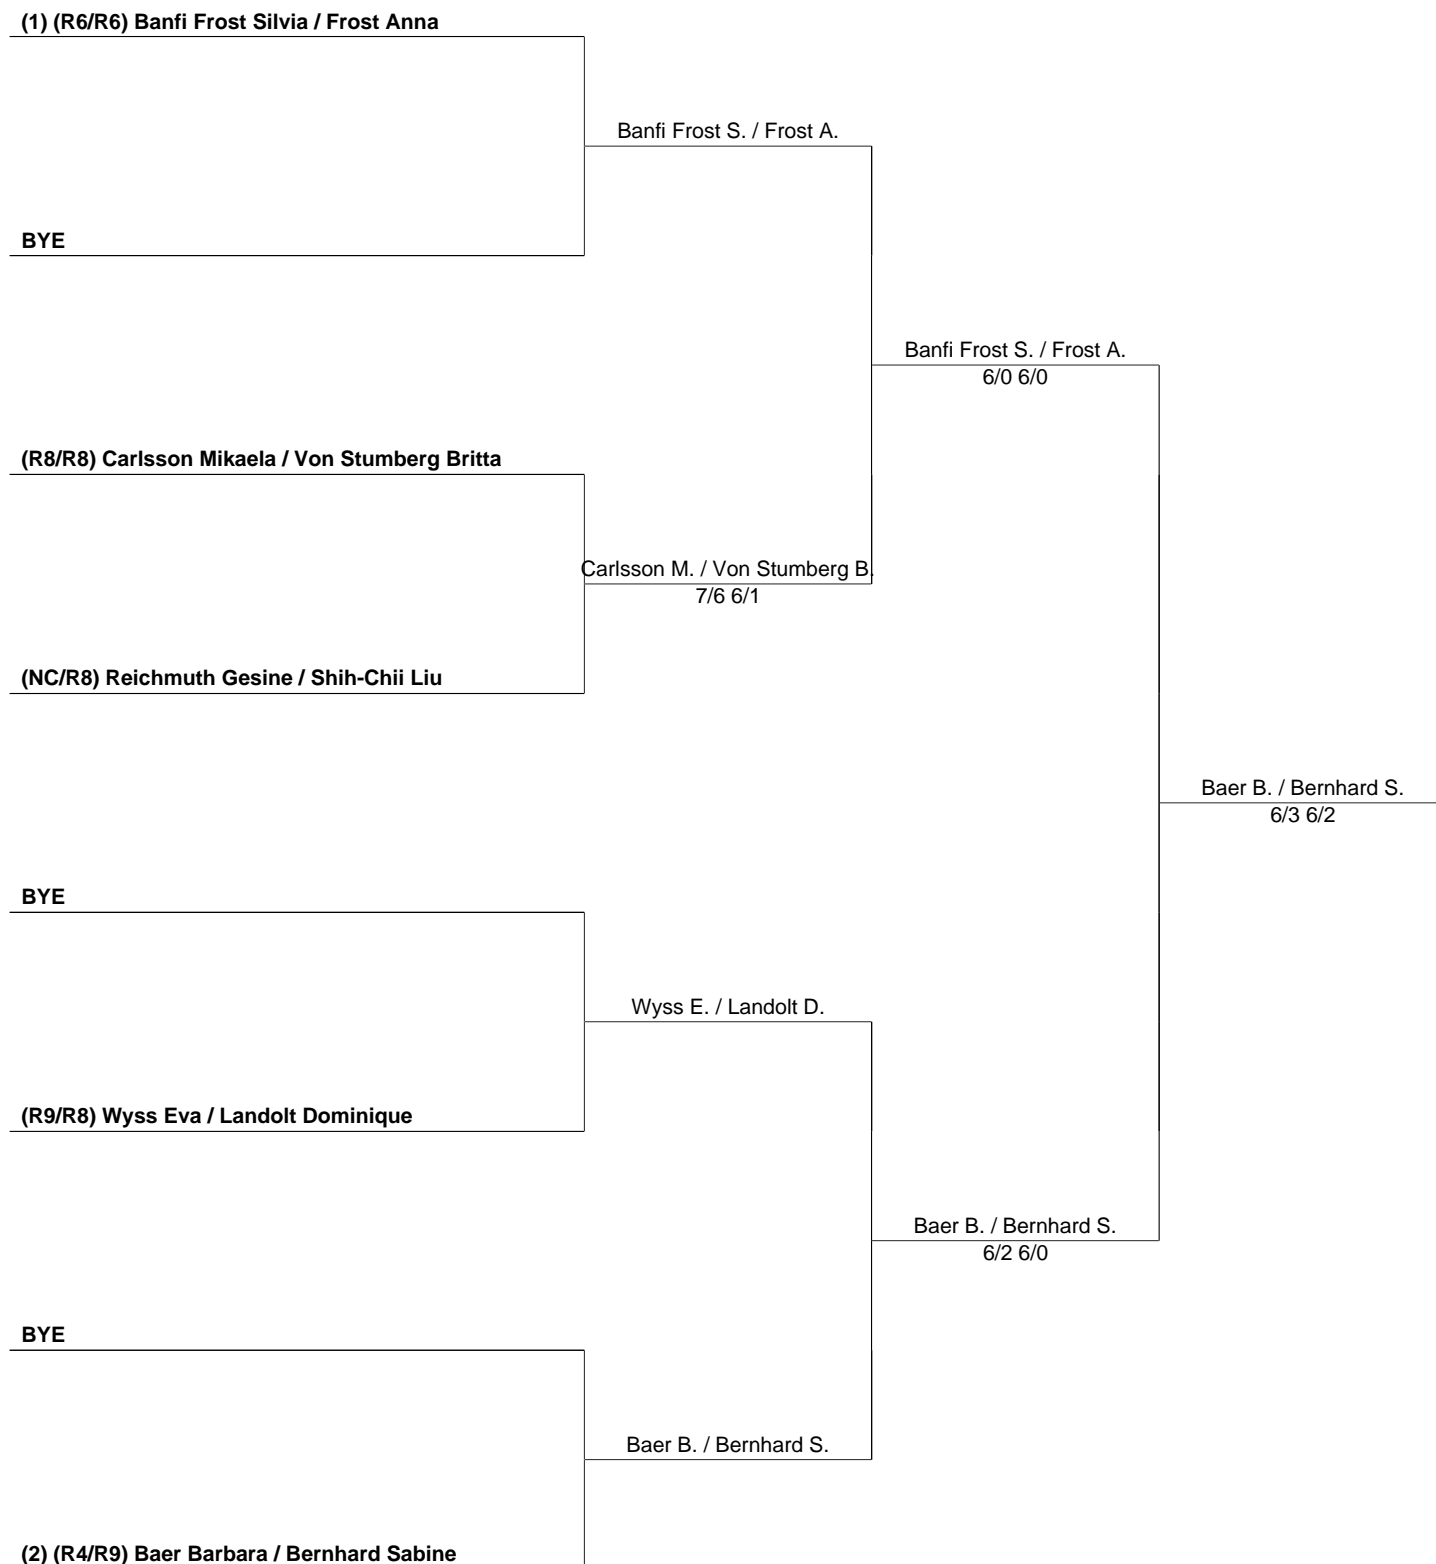 (1) (R6/R6) Banfi Frost Silvia / Frost Anna
Banfi Frost S. / Frost A.
BYE
Banfi Frost S. / Frost A.
6/0 6/0
(R8/R8) Carlsson Mikaela / Von Stumberg Britta
Carlsson M. / Von Stumberg B.
7/6 6/1
(NC/R8) Reichmuth Gesine / Shih-Chii Liu
Baer B. / Bernhard S.
6/3 6/2
BYE
Wyss E. / Landolt D.
(R9/R8) Wyss Eva / Landolt Dominique
Baer B. / Bernhard S.
6/2 6/0
BYE
Baer B. / Bernhard S.
(2) (R4/R9) Baer Barbara / Bernhard Sabine